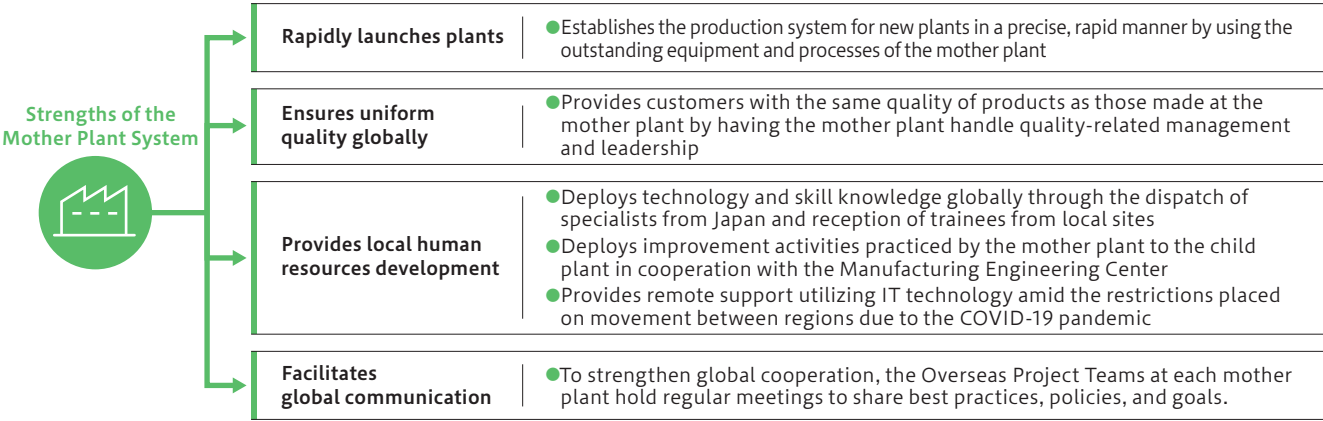 Strengths of the
Mother Plant System
Rapidly launches plants
●Establishes the production system for new plants in a precise, rapid manner by using the
outstanding equipment and processes of the mother plant
Ensures uniform
quality globally
●Provides customers with the same quality of products as those made at the
mother plant by having the mother plant handle quality-related management
and leadership
Provides local human
resources development
●Deploys technology and skill knowledge globally through the dispatch of
specialists from Japan and reception of trainees from local sites
●Deploys improvement activities practiced by the mother plant to the child
plant in cooperation with the Manufacturing Engineering Center
●Provides remote support utilizing IT technology amid the restrictions placed
on movement between regions due to the COVID-19 pandemic
Facilitates
global communication
●To strengthen global cooperation, the Overseas Project Teams at each mother
plant hold regular meetings to share best practices, policies, and goals.